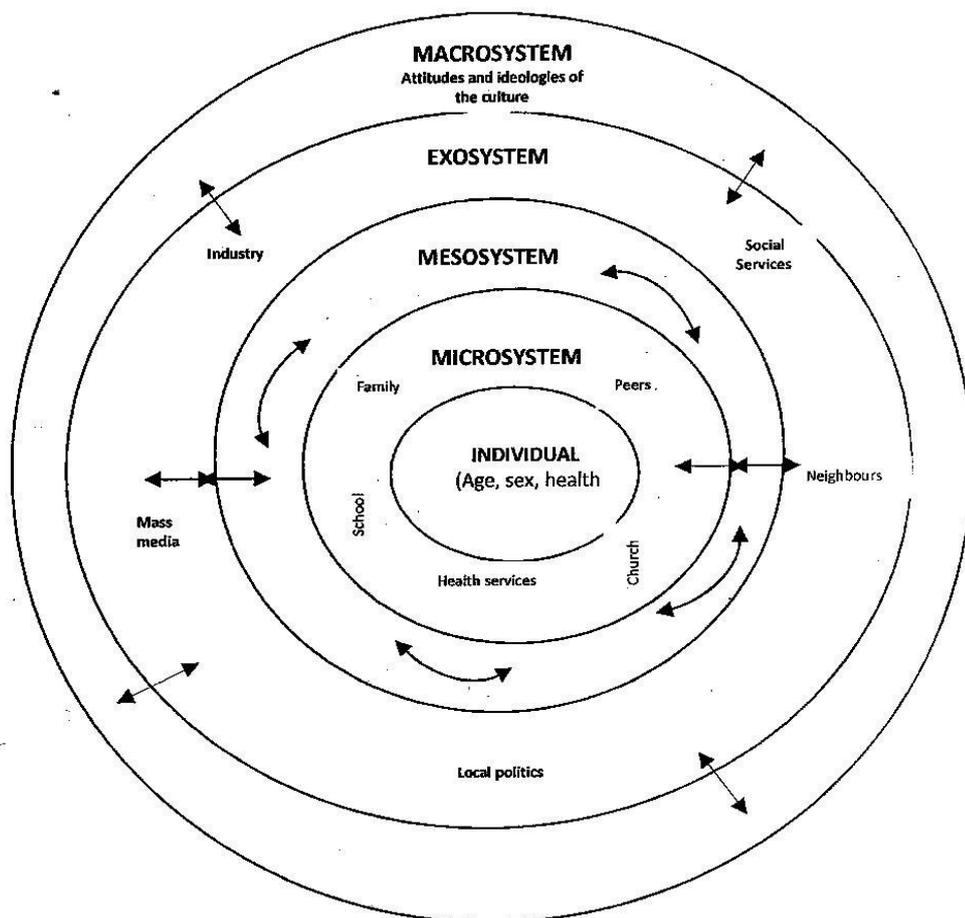 MACROSYSTEM
Attitudes and ideologies of
the culture
EXOSYSTEM
Industry
Social
Services
MESOSYSTEM
MICROSYSTEM
Family
Peers
INDIVIDUAL
(Age, sex, health
School
Church
Health services
Neighbours
Mass
media
Local politics